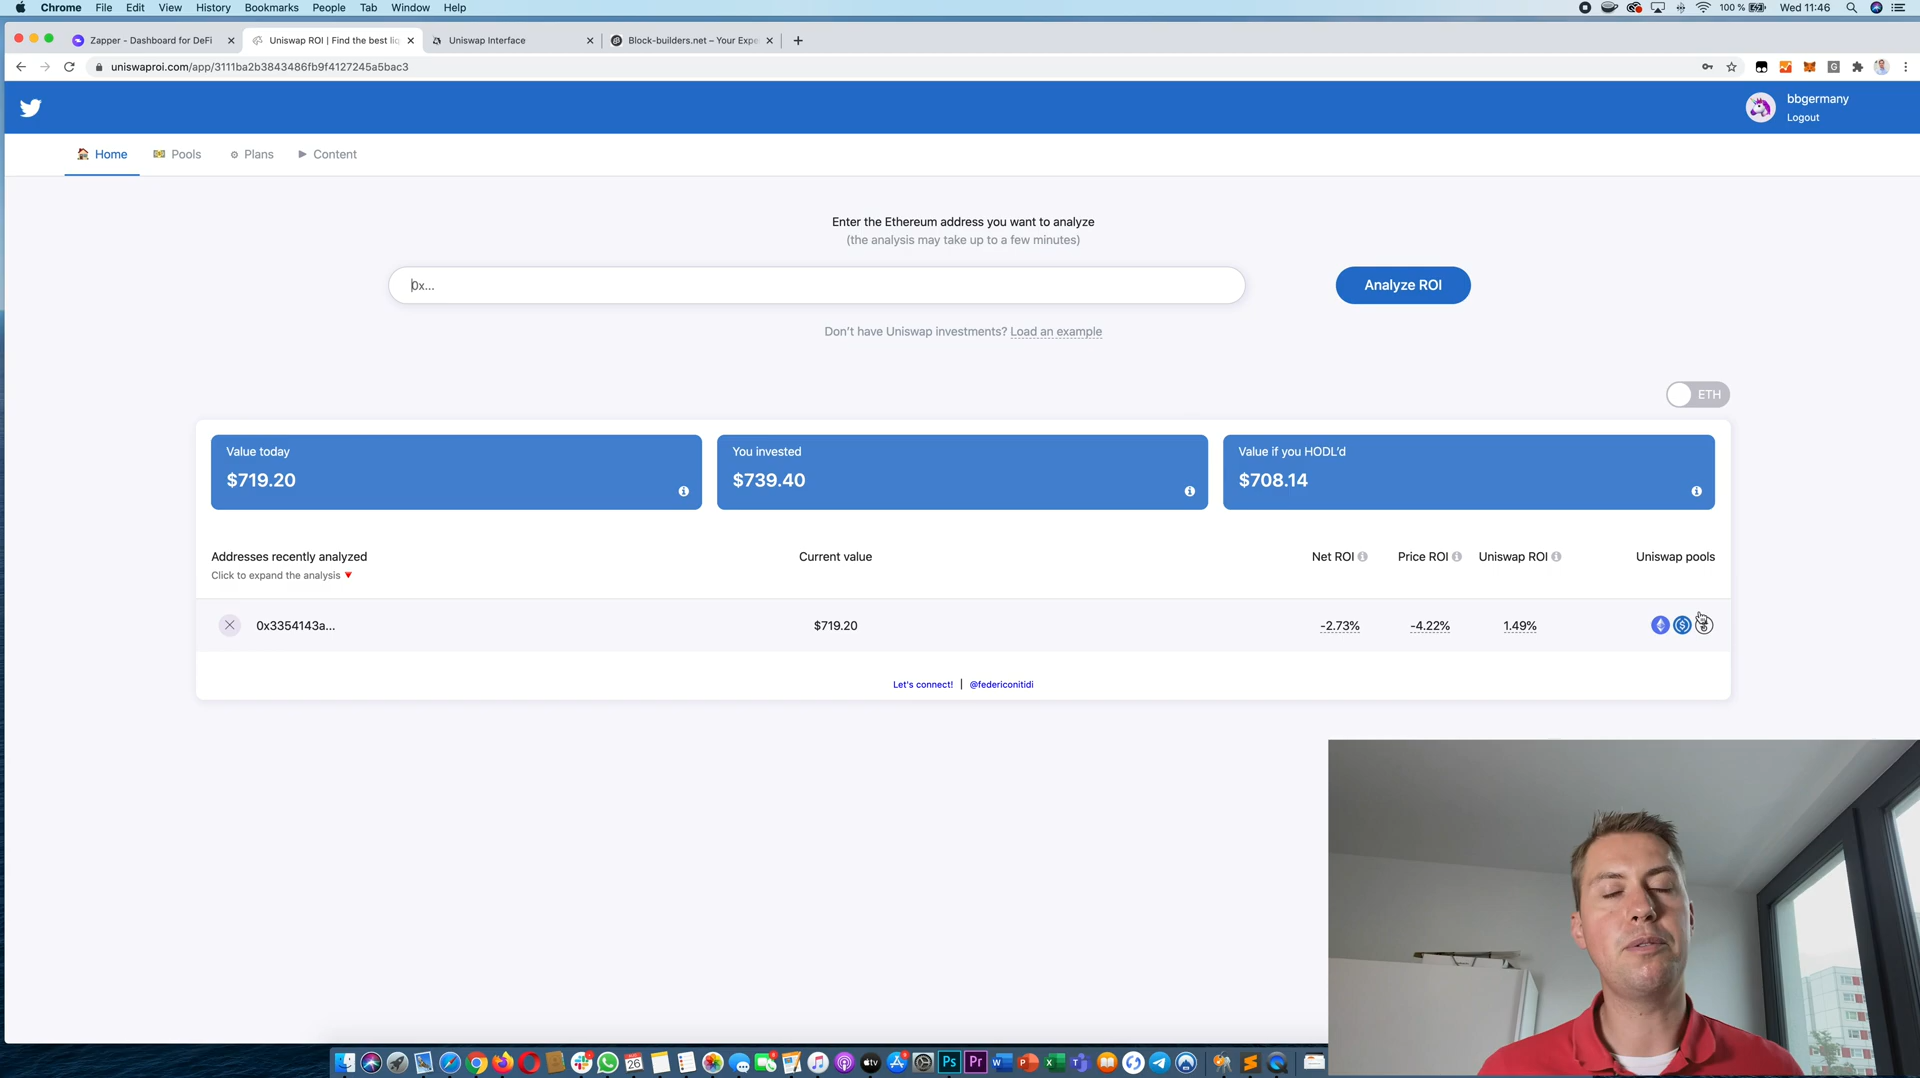 Chrome File Edit View History Bookmarks People Tab Window Help 100 % Wed 11:46
Zapper - Dashboard for DeFi
Uniswap ROI | Find the best liq
Uniswap Interface
Block-builders.net – Your Expe
uniswaproi.com/app/3111ba2b3843486fb9f4127245a5bac3
bbgermany
Logout
Home Pools Plans Content
Enter the Ethereum address you want to analyze
(the analysis may take up to a few minutes)
0x...
Analyze ROI
Don't have Uniswap investments? Load an example
ETH
Value today
$719.20
You invested
$739.40
Value if you HODL'd
$708.14
Addresses recently analyzed Current value Net ROI Price ROI Uniswap ROI Uniswap pools
Click to expand the analysis
0x3354143a... $719.20 -2.73% -4.22% 1.49%
Let's connect! | @federiconitidi
26
Ps Pr